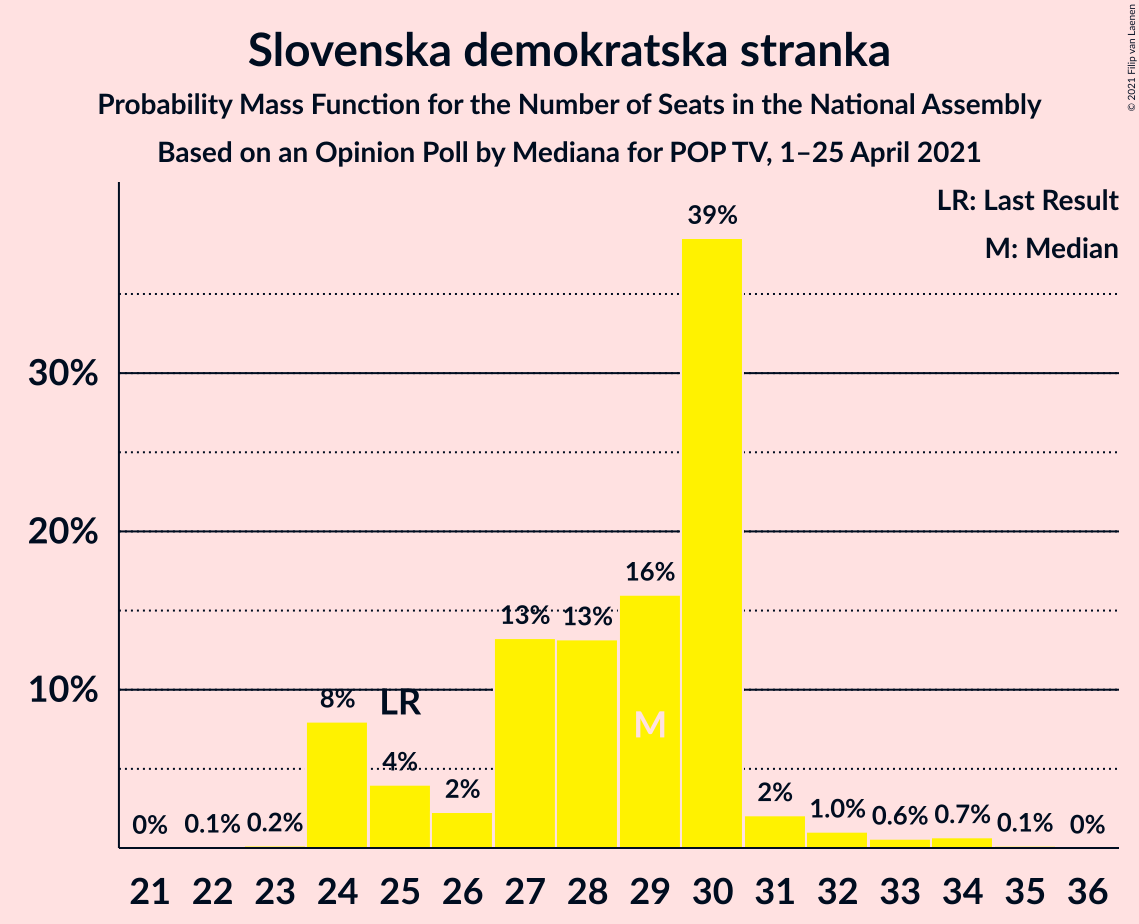 Slovenska demokratska stranka
Probability Mass Function for the Number of Seats in the National Assembly
Based on an Opinion Poll by Mediana for POP TV, 1–25 April 2021
© 2021 Filip van Laenen
LR: Last Result
M: Median
39%
30%
20%
16%
13% 13%
10%
8% LR
M
4%
2% 2%
0% 0.1% 0.2% 1.0% 0.6% 0.7% 0.1% 0%
21 22 23 24 25 26 27 28 29 30 31 32 33 34 35 36